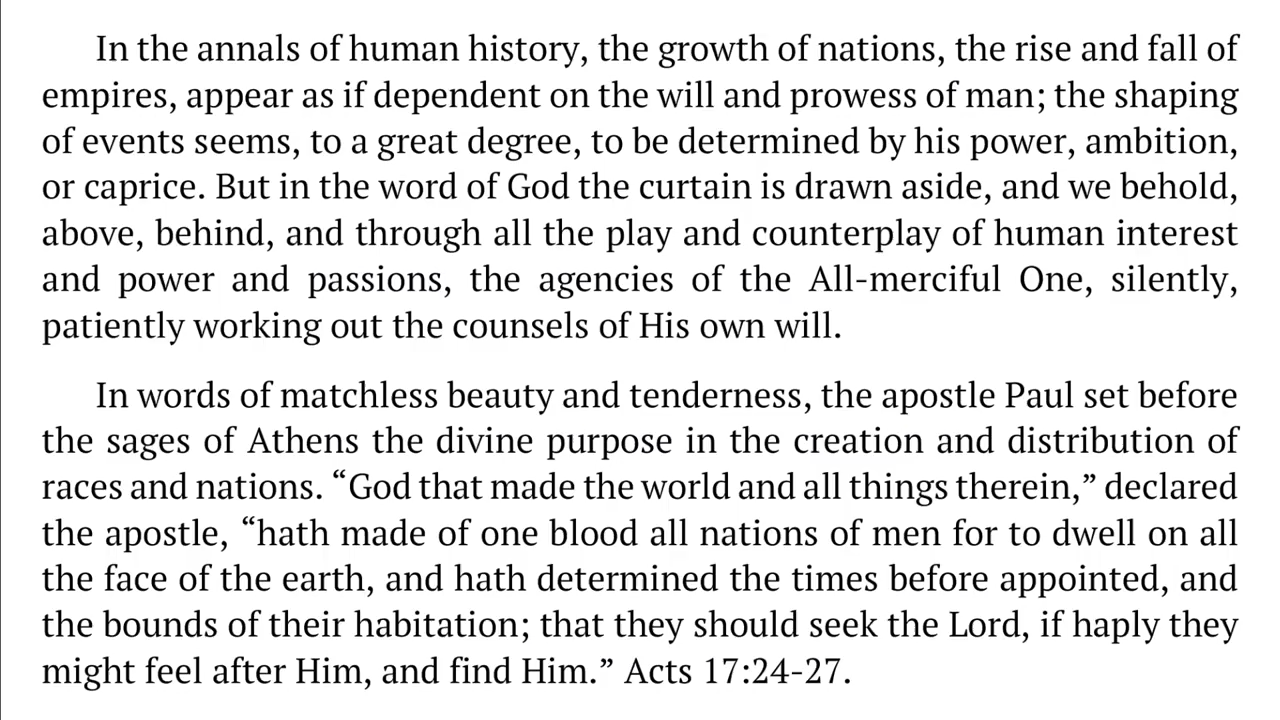 In the annals of human history, the growth of nations, the rise and fall of
empires, appear as if dependent on the will and prowess of man; the shaping
of events seems, to a great degree, to be determined by his power, ambition,
or caprice. But in the word of God the curtain is drawn aside, and we behold,
above, behind, and through all the play and counterplay of human interest
and power and passions, the agencies of the All-merciful One, silently,
patiently working out the counsels of His own will.
In words of matchless beauty and tenderness, the apostle Paul set before
the sages of Athens the divine purpose in the creation and distribution of
races and nations. “God that made the world and all things therein,” declared
the apostle, “hath made of one blood all nations of men for to dwell on all
the face of the earth, and hath determined the times before appointed, and
the bounds of their habitation; that they should seek the Lord, if haply they
might feel after Him, and find Him.” Acts 17:24-27.